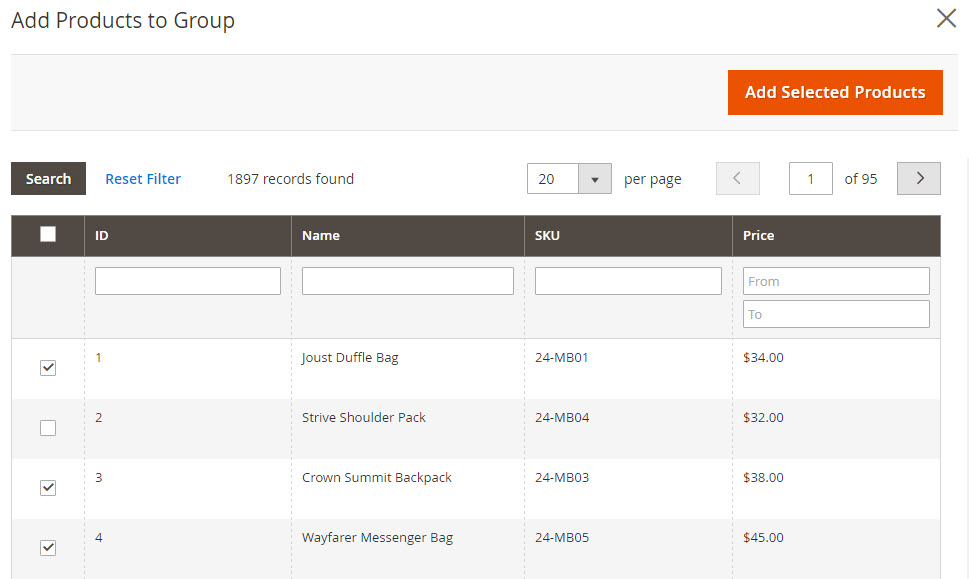 Add Products to Group
Add Selected Products
Search Reset Filter 1897 records found 20 per page 1 of 95
ID Name SKU Price
From
To
1 Joust Duffle Bag 24-MB01 $34.00
2 Strive Shoulder Pack 24-MB04 $32.00
3 Crown Summit Backpack 24-MB03 $38.00
4 Wayfarer Messenger Bag 24-MB05 $45.00